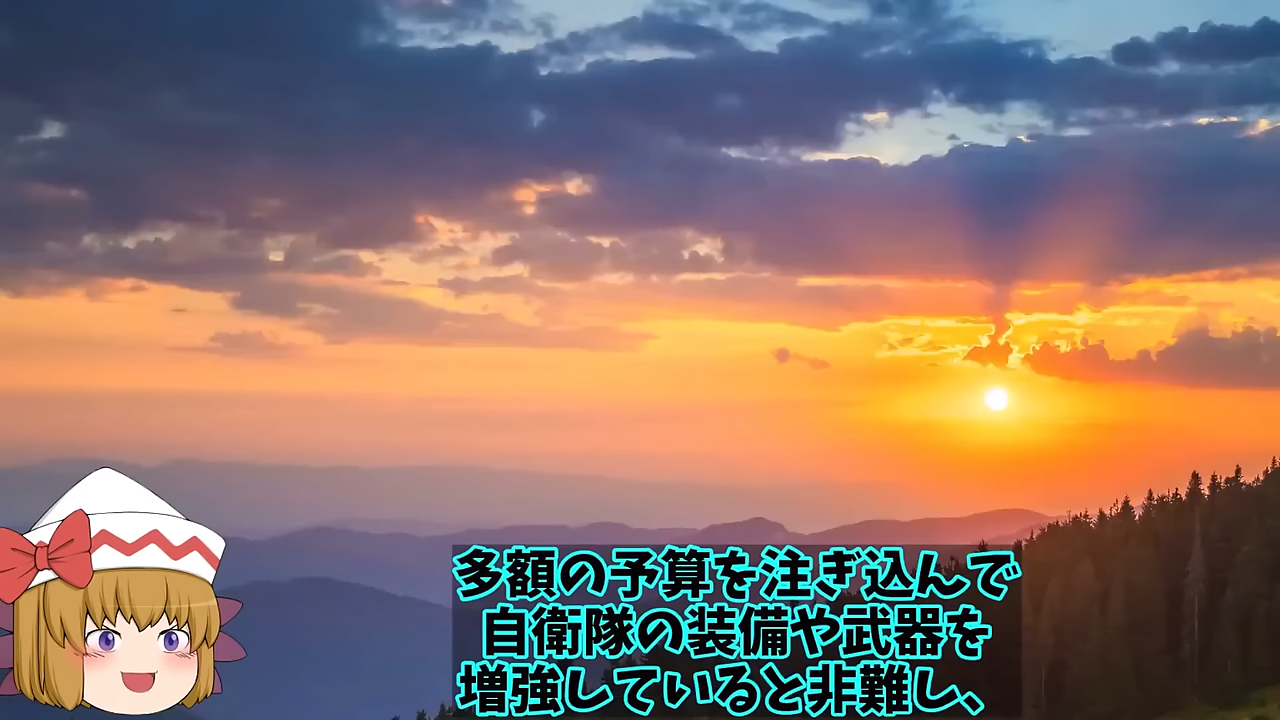 多額の予算を注ぎ込んで
自衛隊の装備や武器を
増強していると非難し、